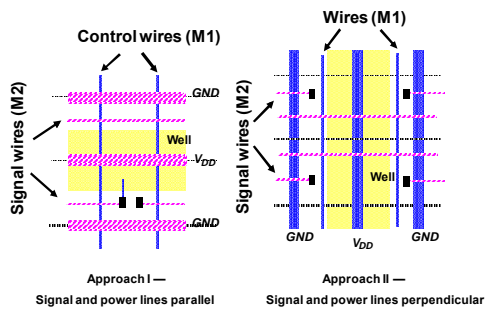 Control wires (M1)
Wires (M1)
Signal wires (M2)
GND
Well
VDD
GND
Signal wires (M2)
Well
GND
VDD
GND
Approach I —
Signal and power lines parallel
Approach II —
Signal and power lines perpendicular